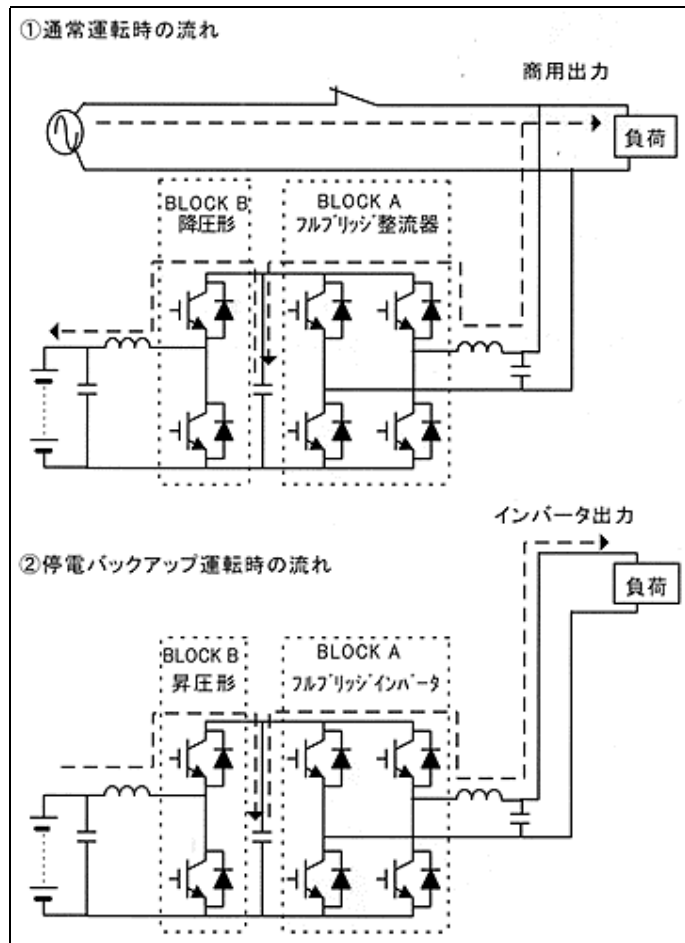 ①通常運転時の流れ
商用出力
負荷
BLOCK B
降圧形
BLOCK A
ﾌﾙﾌﾞﾘｯｼﾞ整流器
インバータ出力
②停電バックアップ運転時の流れ
負荷
BLOCK B
昇圧形
BLOCK A
ﾌﾙﾌﾞﾘｯｼﾞｲﾝﾊﾞｰﾀ